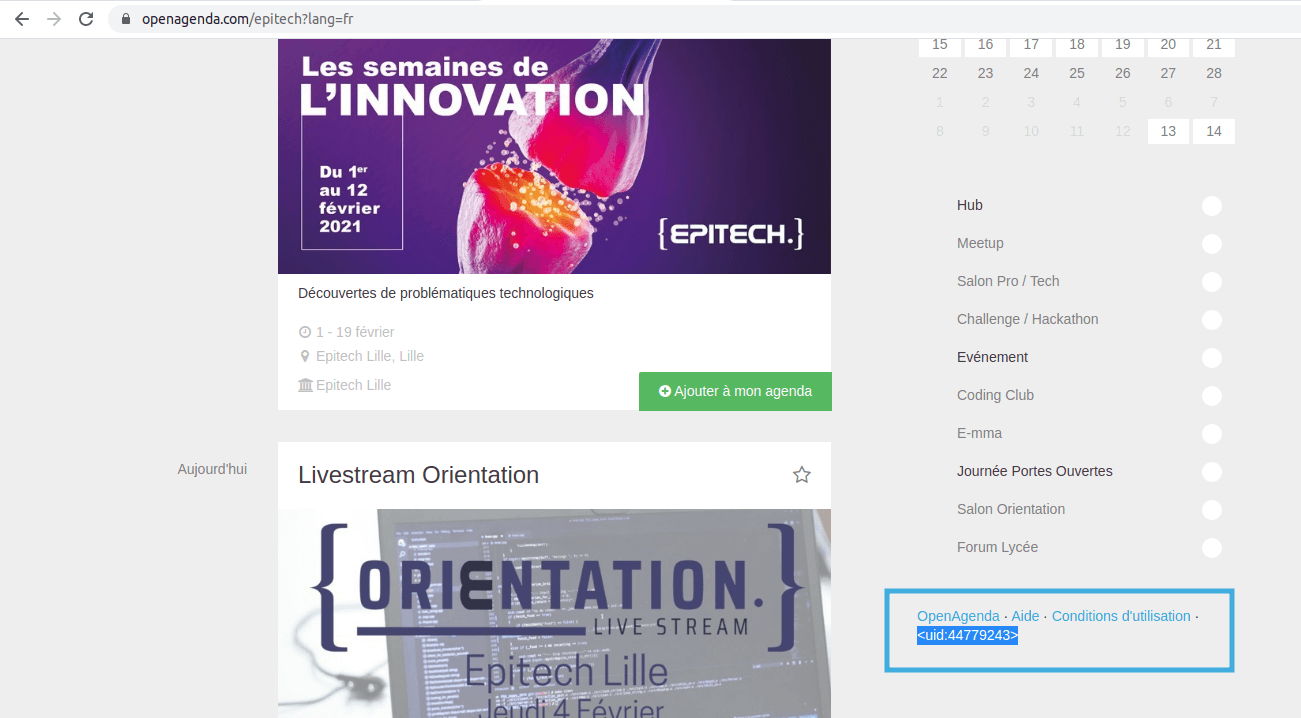 openagenda.com/epitech?lang=fr
Les semaines de
L'INNOVATION
Du 1er
au 12
février
2021
{EPITECH.}
Découvertes de problématiques technologiques
1 - 19 février
Epitech Lille, Lille
Epitech Lille
Ajouter à mon agenda
Aujourd'hui
Livestream Orientation
{ORIENTATION.}
LIVE STREAM
Epitech Lille
Jeudi 4 Février
15 16 17 18 19 20 21
22 23 24 25 26 27 28
1 2 3 4 5 6 7
8 9 10 11 12 13 14
Hub
Meetup
Salon Pro / Tech
Challenge / Hackathon
Evénement
Coding Club
E-mma
Journée Portes Ouvertes
Salon Orientation
Forum Lycée
OpenAgenda · Aide · Conditions d'utilisation ·
<uid:44779243>